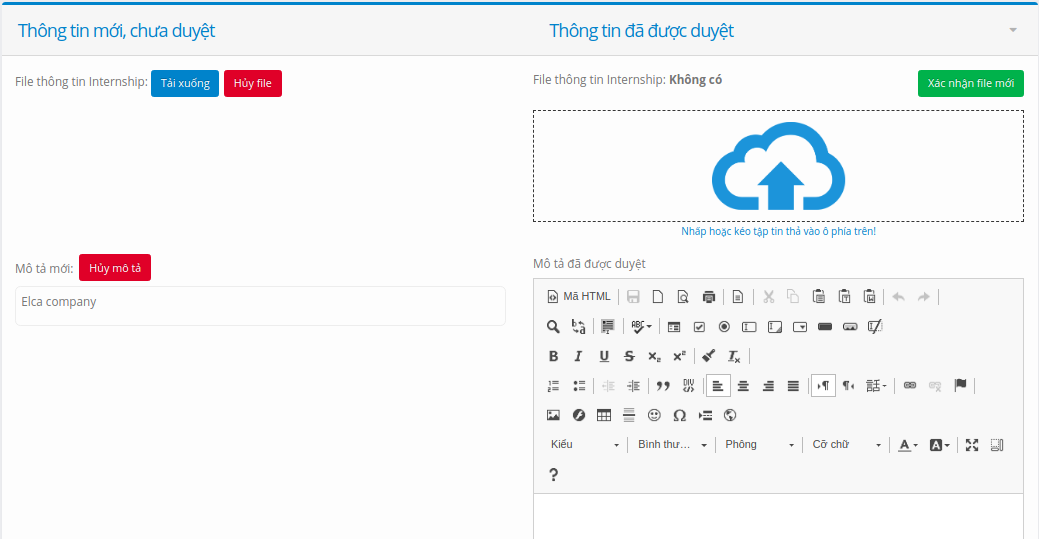 Thông tin mới, chưa duyệt
Thông tin đã được duyệt
File thông tin Internship: Tải xuống Hủy file
File thông tin Internship: Không có
Xác nhận file mới
Nhấp hoặc kéo tập tin thả vào ô phía trên!
Mô tả mới: Hủy mô tả
Elca company
Mô tả đã được duyệt
Mã HTML
Kiểu
Bình thư...
Phông
Cỡ chữ